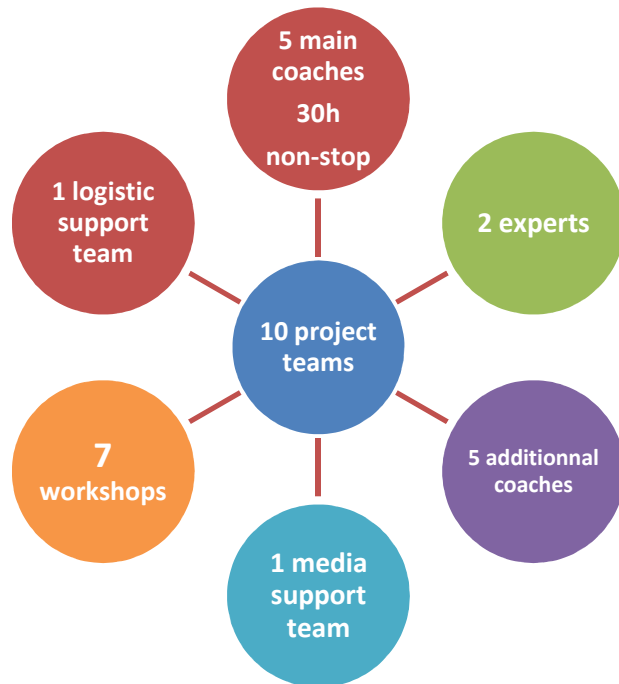 5 main
coaches
30h
non-stop
2 experts
5 additionnal
coaches
1 media
support
team
7
workshops
1 logistic
support
team
10 project
teams